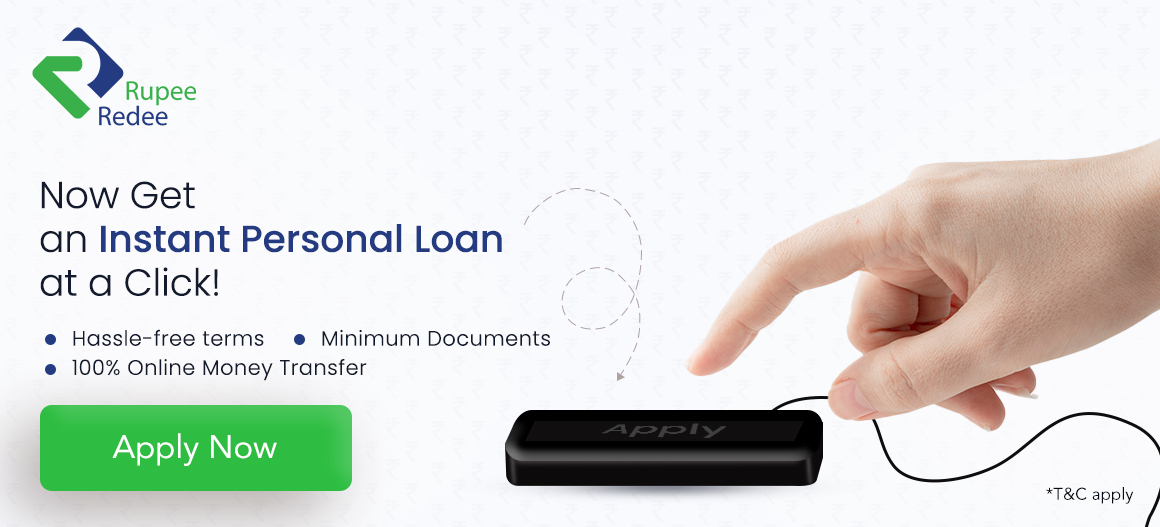 Rupee
Redee
Now Get
an Instant Personal Loan
at a Click!
Hassle-free terms
Minimum Documents
100% Online Money Transfer
Apply Now
Apply
*T&C apply